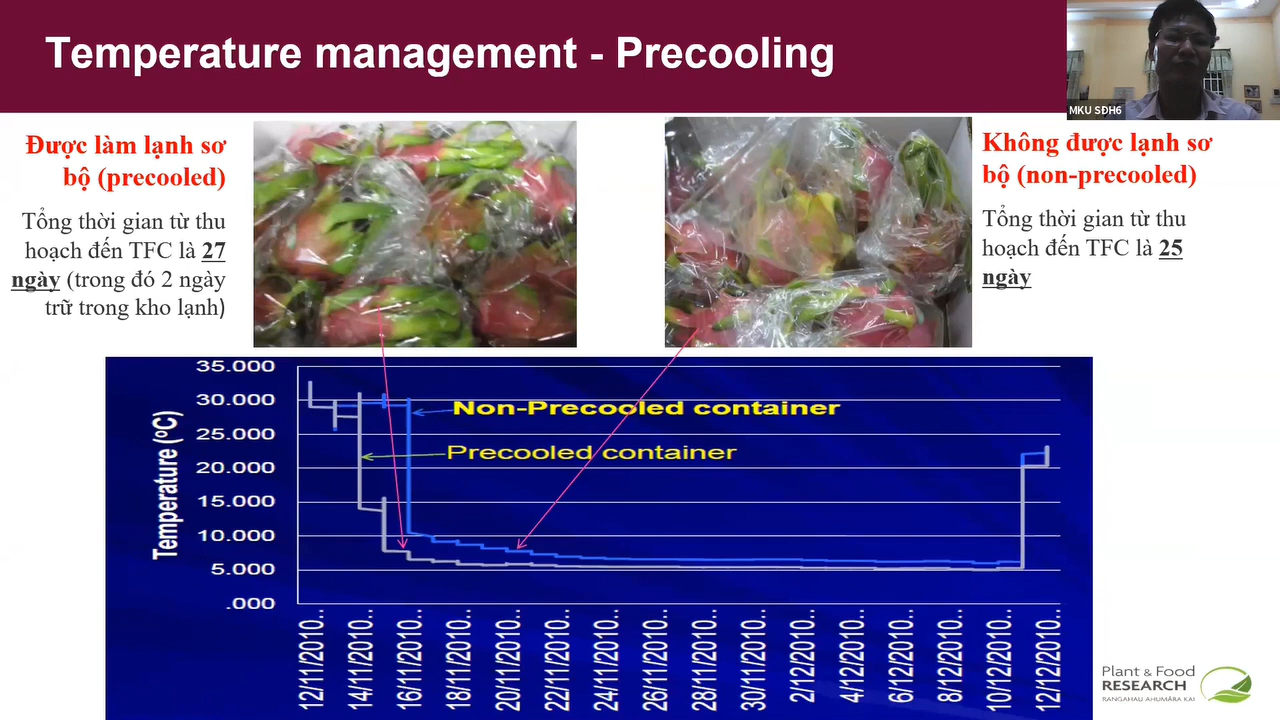 Temperature management - Precooling
MKU SĐH6
Được làm lạnh sơ
bộ (precooled)
Tổng thời gian từ thu
hoạch đến TFC là 27
ngày (trong đó 2 ngày
trữ trong kho lạnh)
Không được lạnh sơ
bộ (non-precooled)
Tổng thời gian từ thu
hoạch đến TFC là 25
ngày
Temperature (ºC)
35.000
30.000
25.000
20.000
15.000
10.000
5.000
.000
Non-Precooled container
Precooled container
12/11/2010..
14/11/2010..
16/11/2010..
18/11/2010..
20/11/2010..
22/11/2010..
24/11/2010..
26/11/2010..
28/11/2010..
30/11/2010..
2/12/2010..
4/12/2010..
6/12/2010..
8/12/2010..
10/12/2010..
12/12/2010..
Plant & Food
RESEARCH
RANGAHAU AHUMĀRA KAI